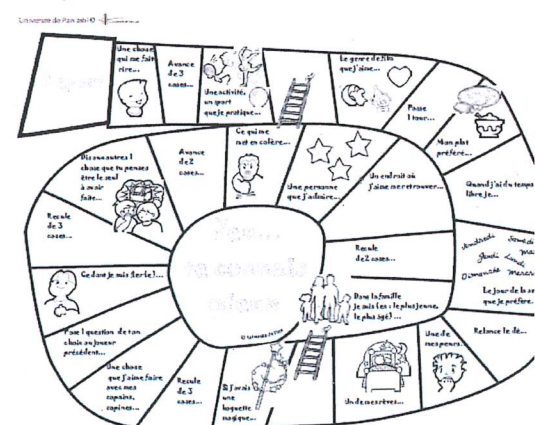 Une chose
qui me fait
rire...
Avance
de 3
cases...
Une activité,
un sport
que je pratique...
Le genre de film
que j'aime...
Passe
1 tour...
Mon plat
préféré...
Quand j'ai du temps
libre je...
Vendredi Samedi
Jeudi Lundi
Dimanche
Le jour de la
que je préfère.
Relance le dé...
Une de
mes peurs...
Un de mes rêves...
Si j'avais
une
baguette
magique...
Recule
de 3
cases...
Une chose
que j'aime faire
avec mes
copains,
copines...
Pose 1 question de ton
choix au joueur
précédent...
Ce dont je suis fier(e)...
Recule
de 3
cases...
Dis aux autres 1
chose que tu penses
être le seul
à avoir
faite...
Avance
de 2
cases...
Ce qui me
met en colère...
Une personne
que j'admire...
Un endroit où
j'aime me retrouver...
Recule
de 2 cases...
Dans la famille
je suis (ex : le plus jeune,
le plus âgé) ...